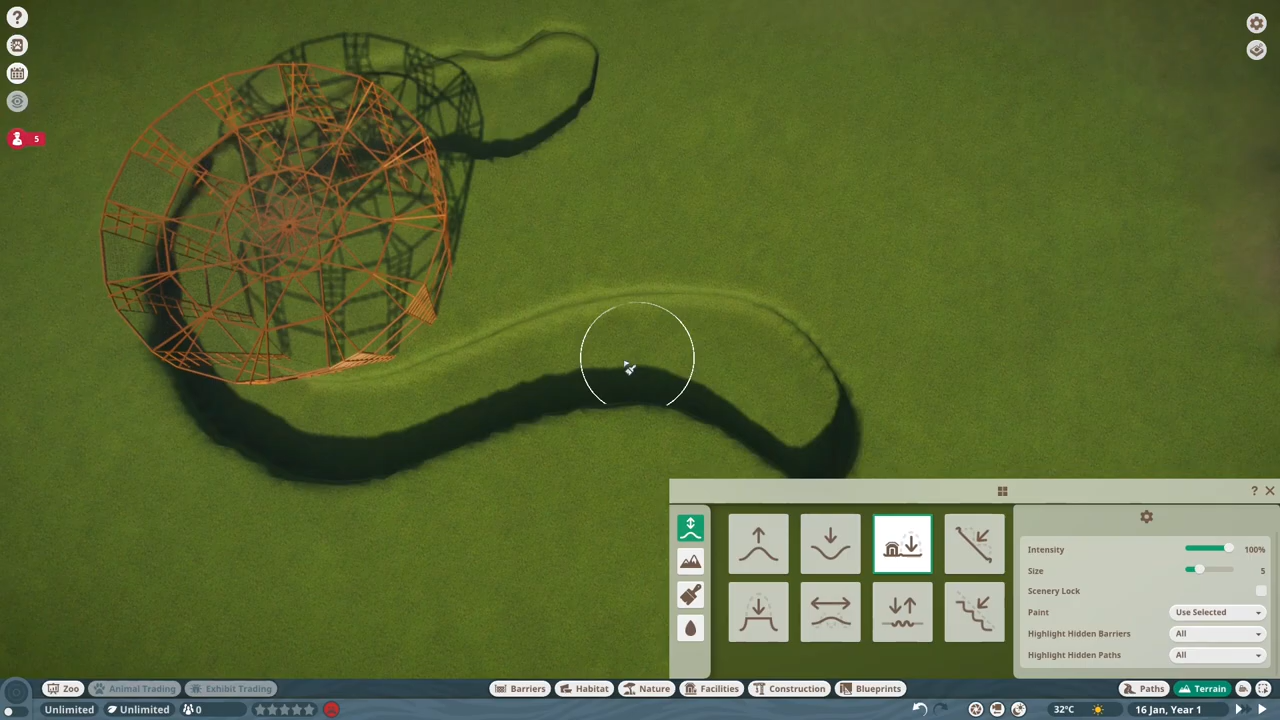 ?
5
?
Intensity 100%
Size 5
Scenery Lock
Paint Use Selected
Highlight Hidden Barriers All
Highlight Hidden Paths All
Zoo Animal Trading Exhibit Trading Barriers Habitat Nature Facilities Construction Blueprints Paths Terrain
Unlimited Unlimited 0 32°C 16 Jan, Year 1